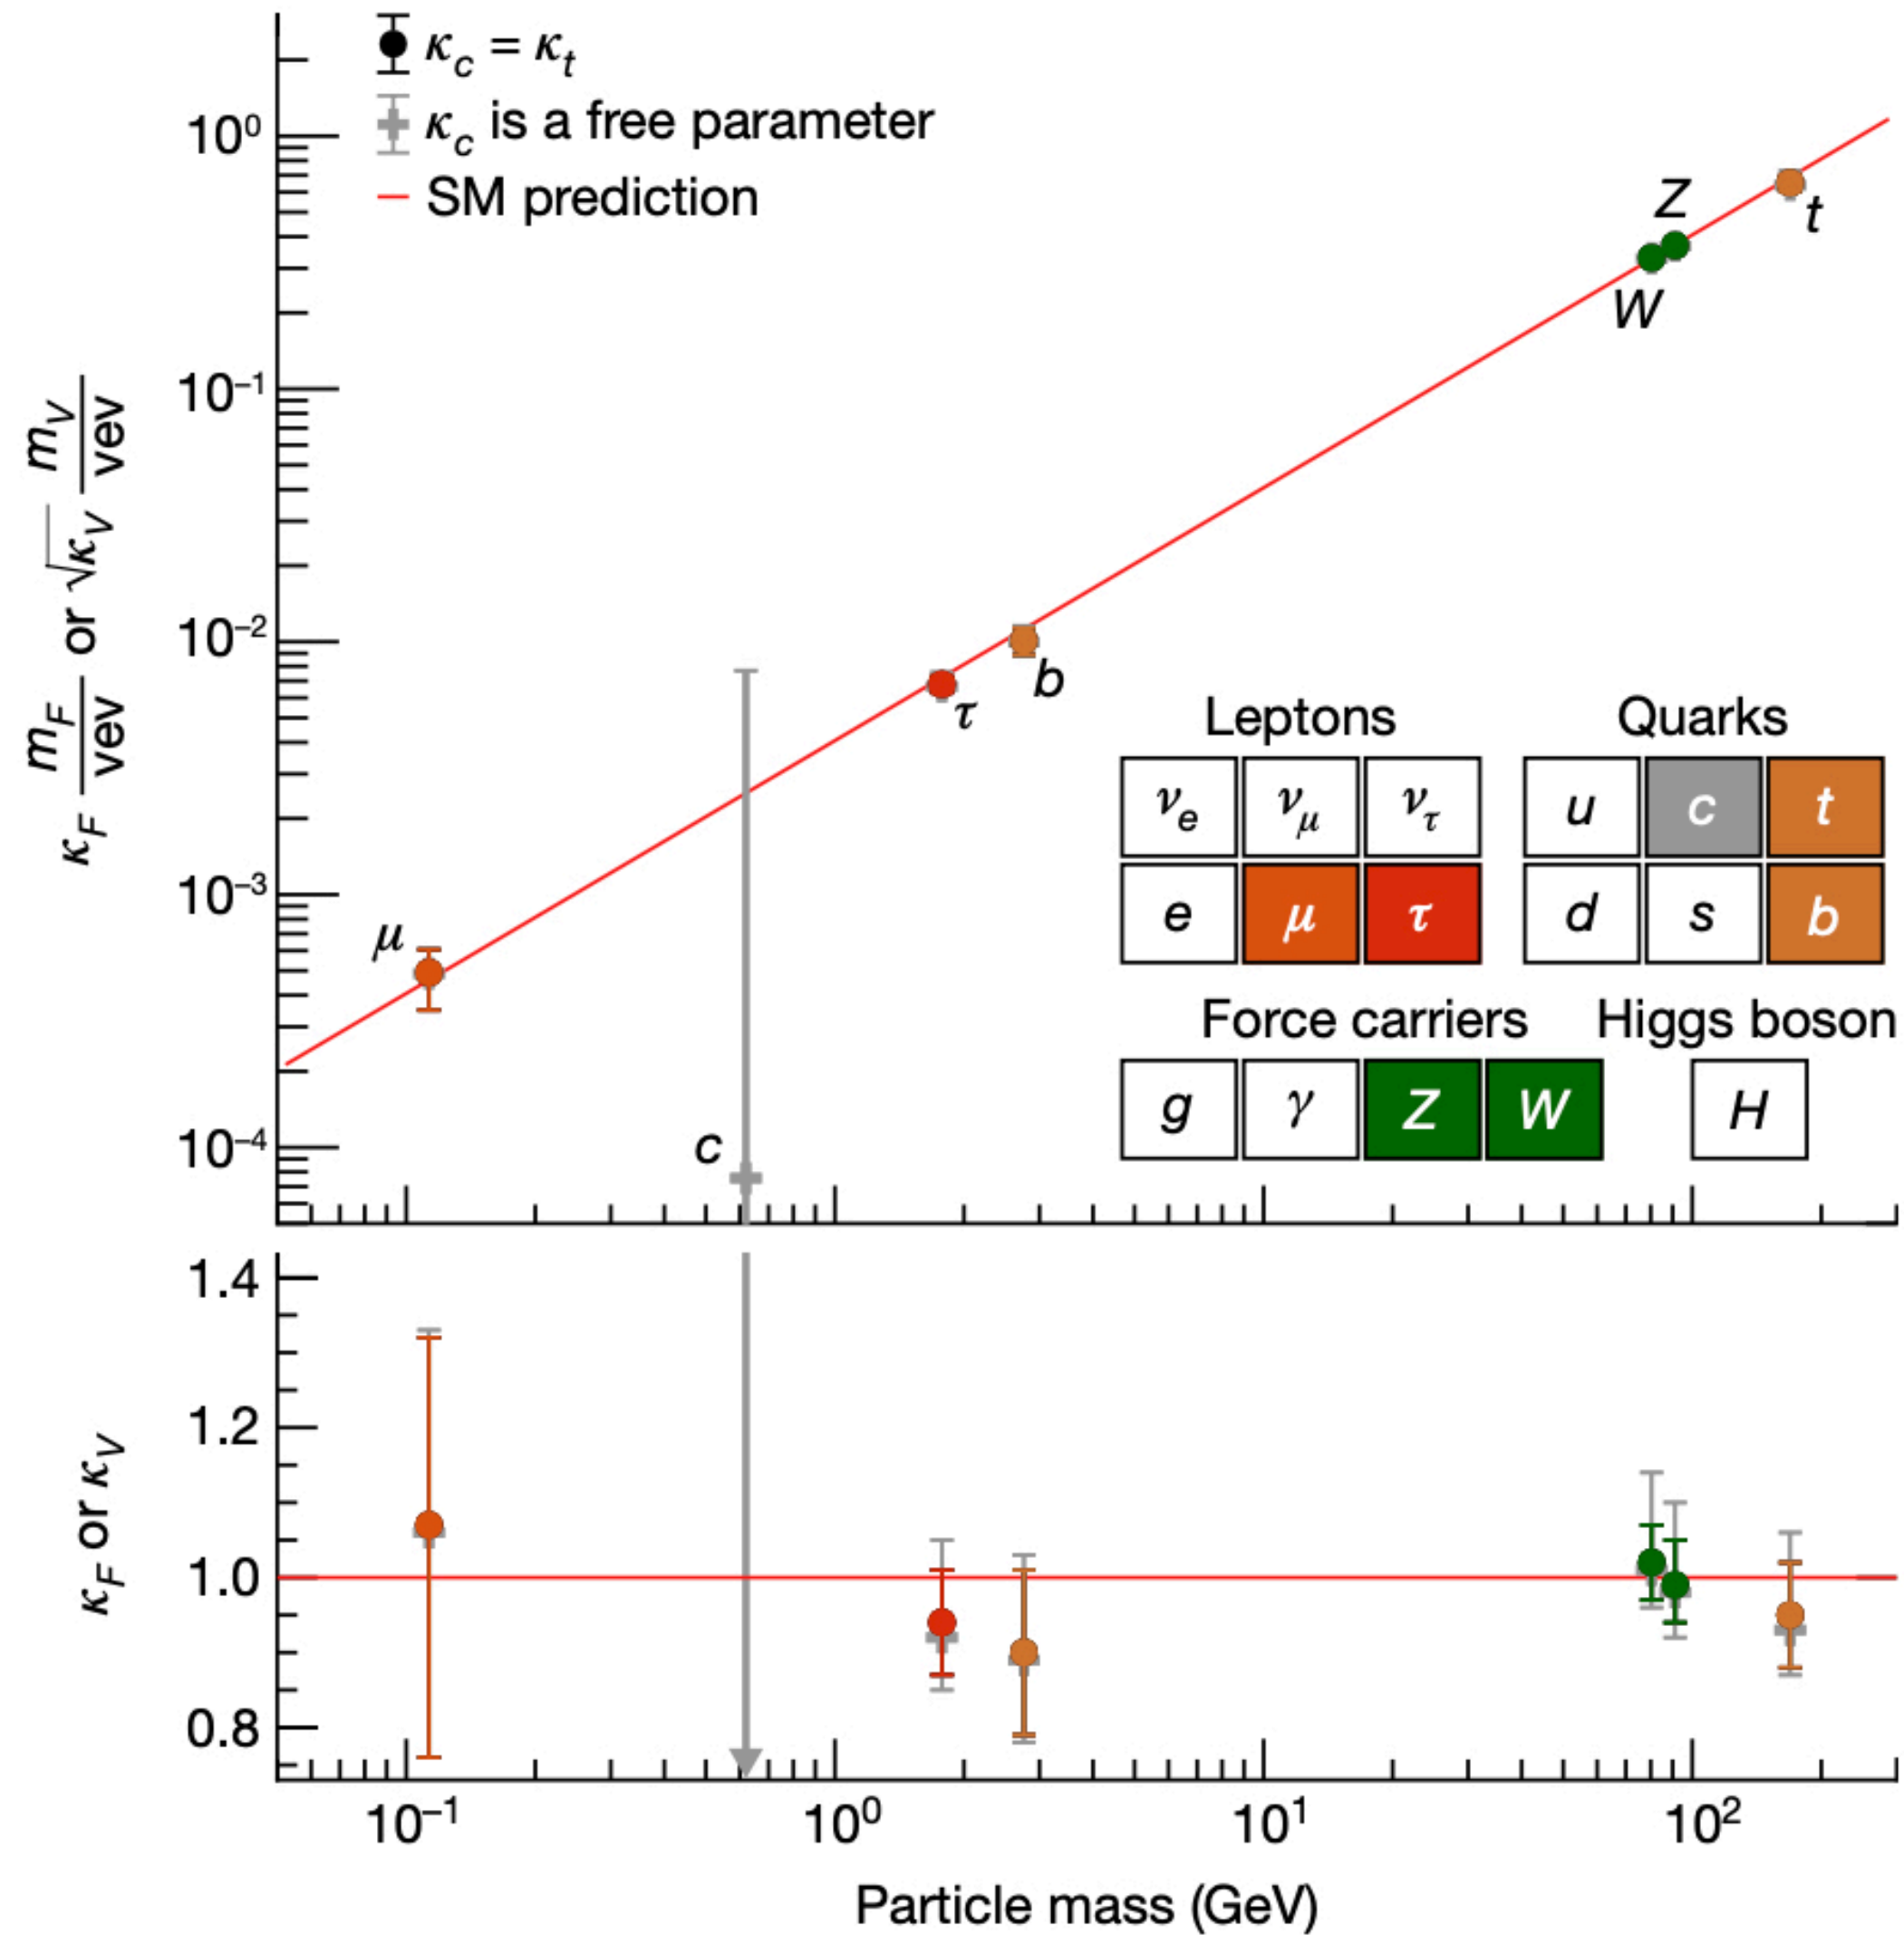 κc = κt
κc is a free parameter
SM prediction
10⁰
10⁻¹
10⁻²
10⁻³
10⁻⁴
κF mF/vev or √κV mV/vev
Z
t
W
b
τ
μ
c
Leptons
Quarks
νe νμ ντ
u c t
e μ τ
d s b
Force carriers
Higgs boson
g γ Z W
H
1.4
1.2
1.0
0.8
κF or κV
10⁻¹ 10⁰ 10¹ 10²
Particle mass (GeV)